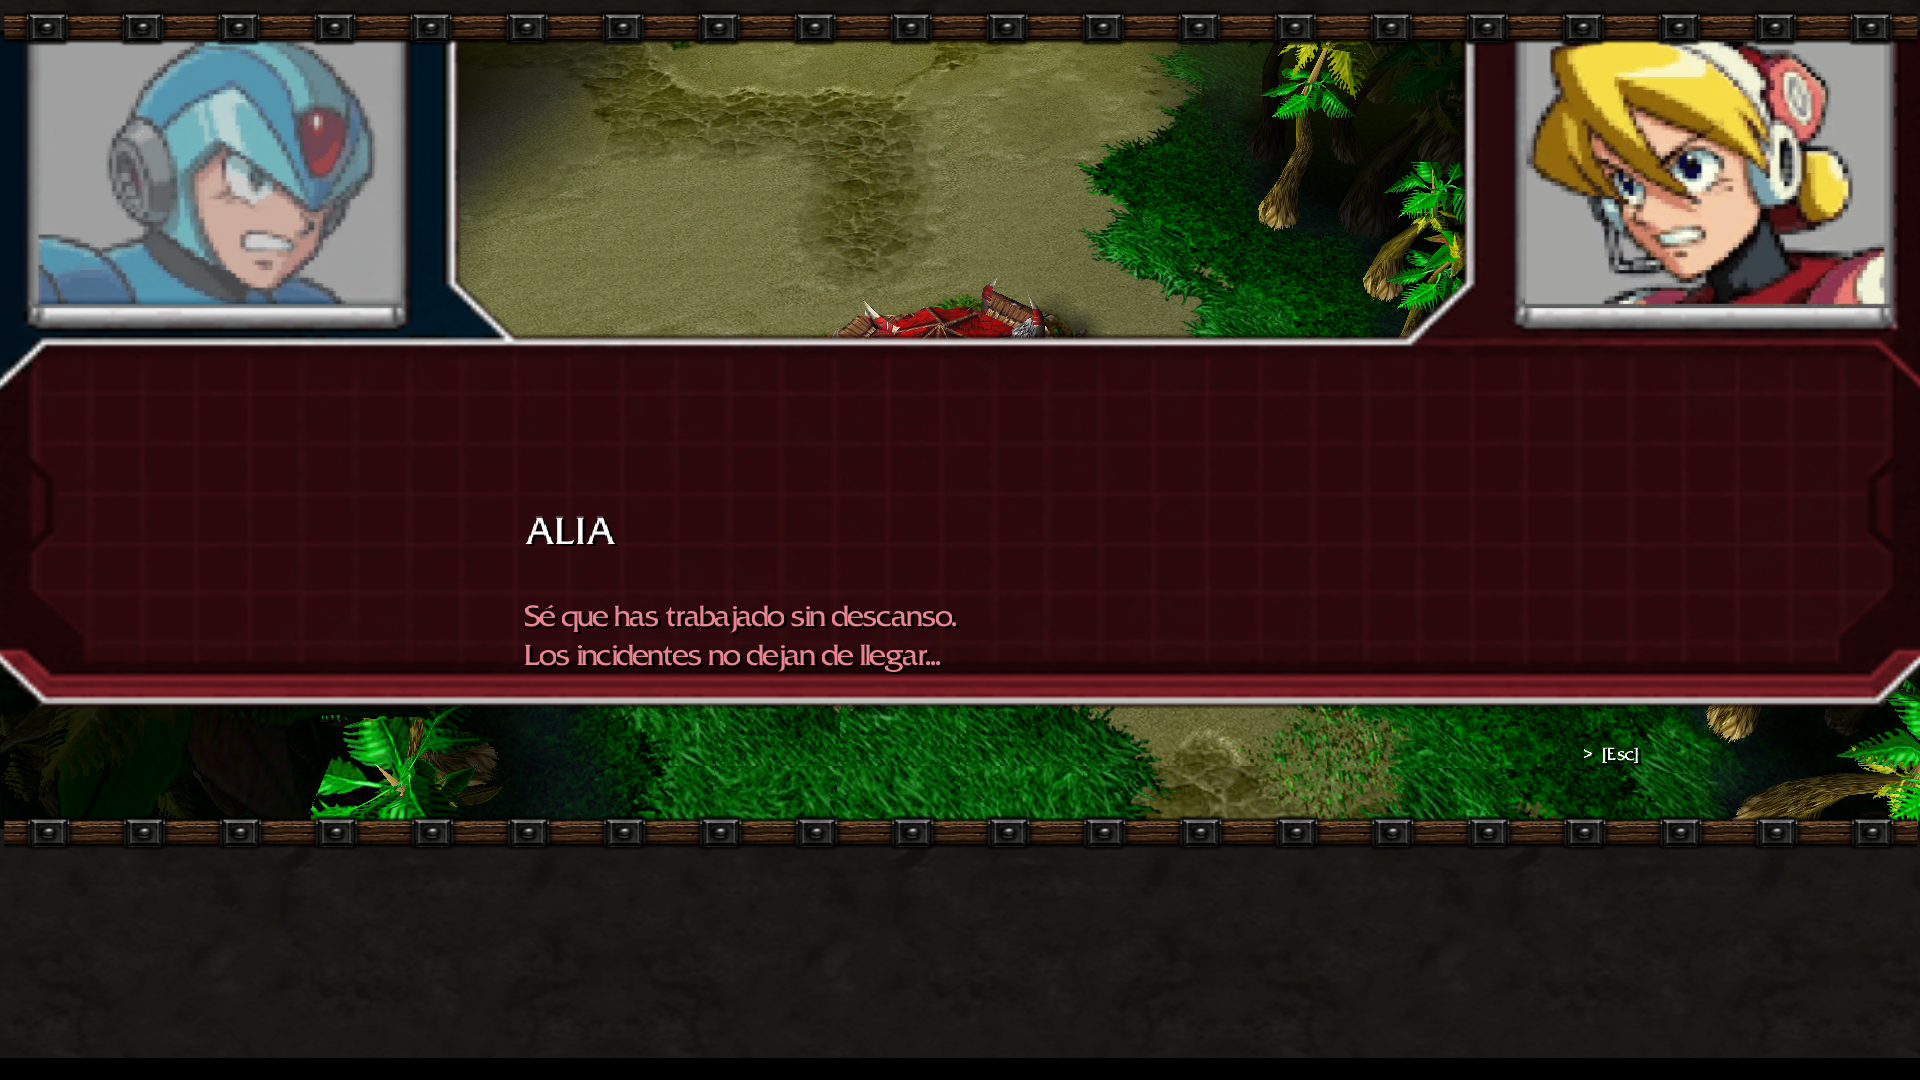 ALIA
Sé que has trabajado sin descanso.
Los incidentes no dejan de llegar...
> [Esc]